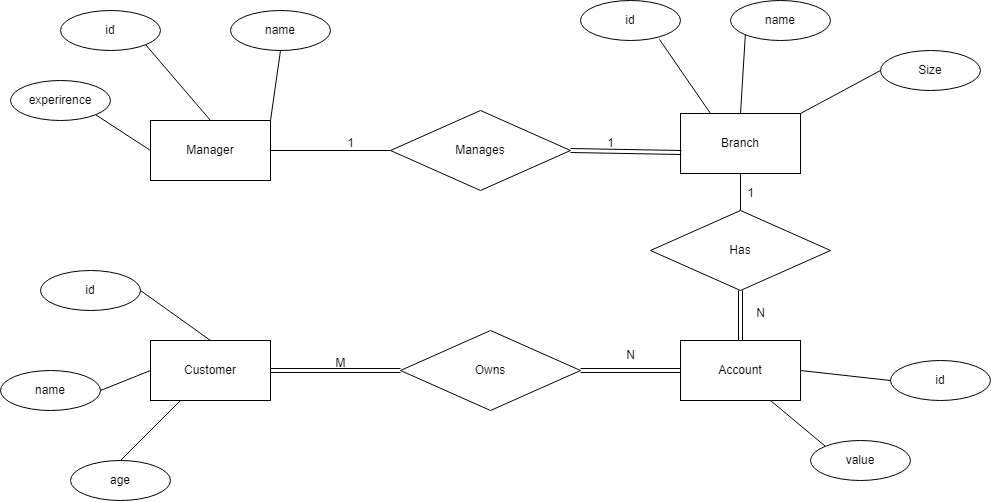 id
name
id
name
Size
experirence
Manager
1
Manages
1
Branch
1
Has
id
N
Customer
M
Owns
N
Account
name
id
age
value